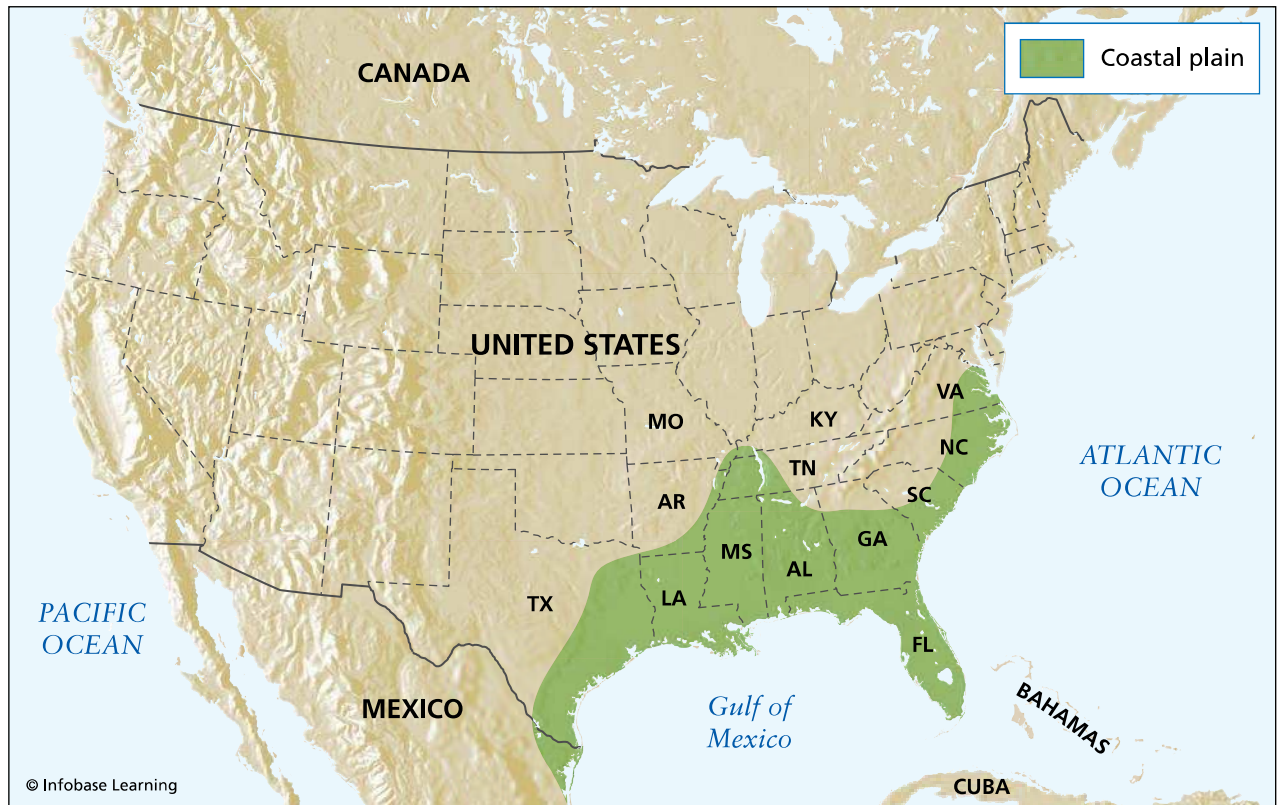 Coastal plain
CANADA
UNITED STATES
VA
MO
KY
NC
TN
ATLANTIC
OCEAN
AR
SC
GA
MS
AL
LA
TX
PACIFIC
OCEAN
FL
MEXICO
Gulf of
Mexico
BAHAMAS
© Infobase Learning
CUBA